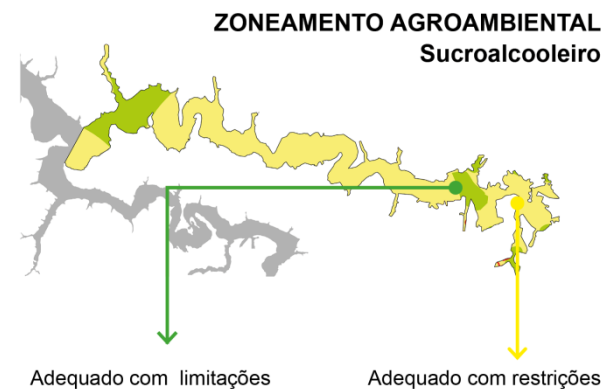 ZONEAMENTO AGROAMBIENTAL
Sucroalcooleiro
Adequado com limitações
Adequado com restrições